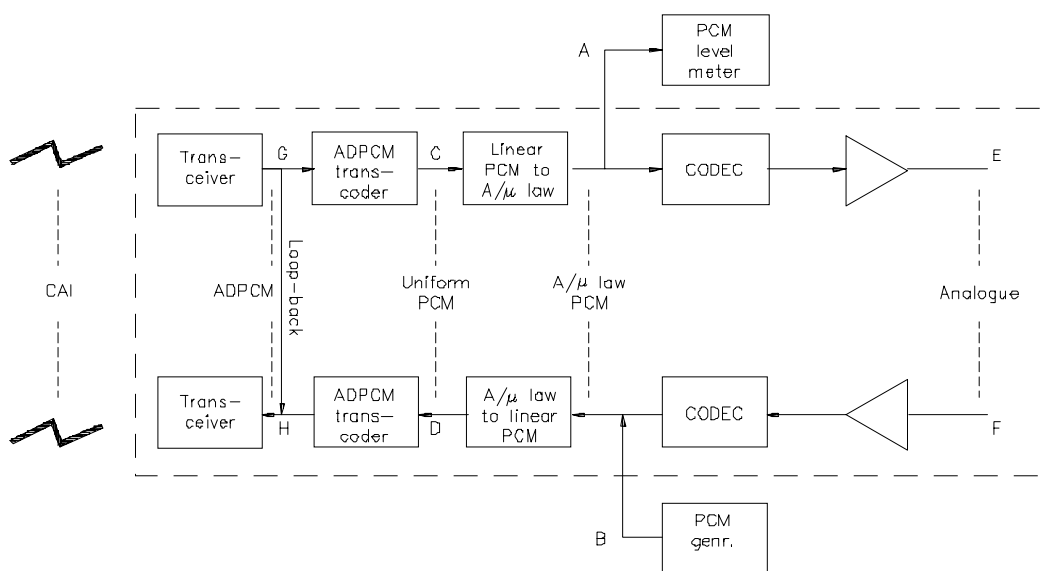 A
PCM
level
meter
Trans-
ceiver
G
ADPCM
trans-
coder
C
Linear
PCM to
A/μ law
CODEC
E
Loop-back
CAI
ADPCM
Uniform
PCM
A/μ law
PCM
Analogue
Trans-
ceiver
H
ADPCM
trans-
coder
D
A/μ law
to linear
PCM
CODEC
F
B
PCM
genr.